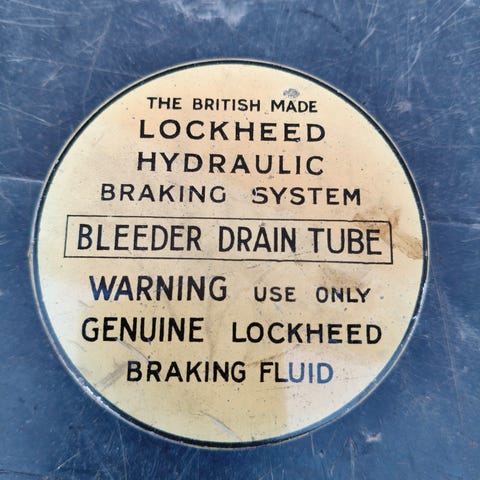 THE BRITISH MADE
LOCKHEED
HYDRAULIC
BRAKING SYSTEM
BLEEDER DRAIN TUBE
WARNING USE ONLY
GENUINE LOCKHEED
BRAKING FLUID